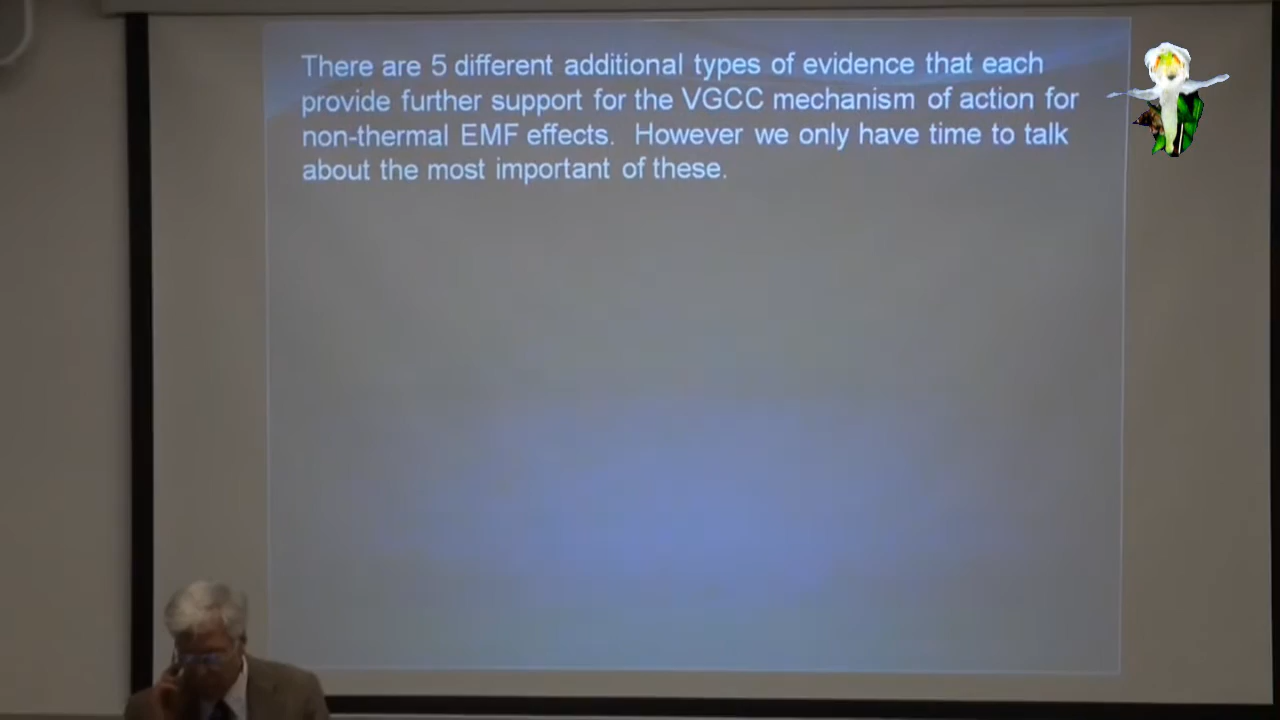 There are 5 different additional types of evidence that each
provide further support for the VGCC mechanism of action for
non-thermal EMF effects. However we only have time to talk
about the most important of these.